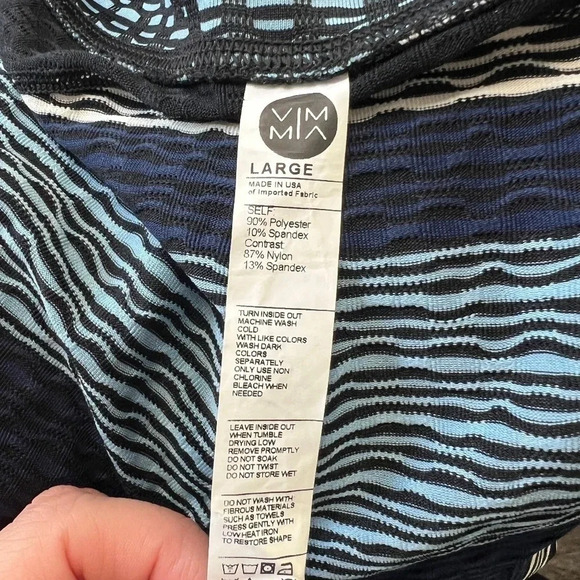 VIM
MIA
LARGE
MADE IN USA
of Imported Fabric
SELF
90% Polyester
10% Spandex
Contrast
87% Nylon
13% Spandex
TURN INSIDE OUT
MACHINE WASH
COLD
WITH LIKE COLORS
WASH DARK
COLORS
SEPARATELY
ONLY USE NON
CHLORINE
BLEACH WHEN
NEEDED
LEAVE INSIDE OUT
WHEN TUMBLE
DRYING LOW
REMOVE PROMPTLY
DO NOT SOAK
DO NOT TWIST
DO NOT STORE WET
DO NOT WASH WITH
FIBROUS MATERIALS
SUCH AS TOWELS
PRESS GENTLY WITH
LOW HEAT IRON
TO RESTORE SHAPE